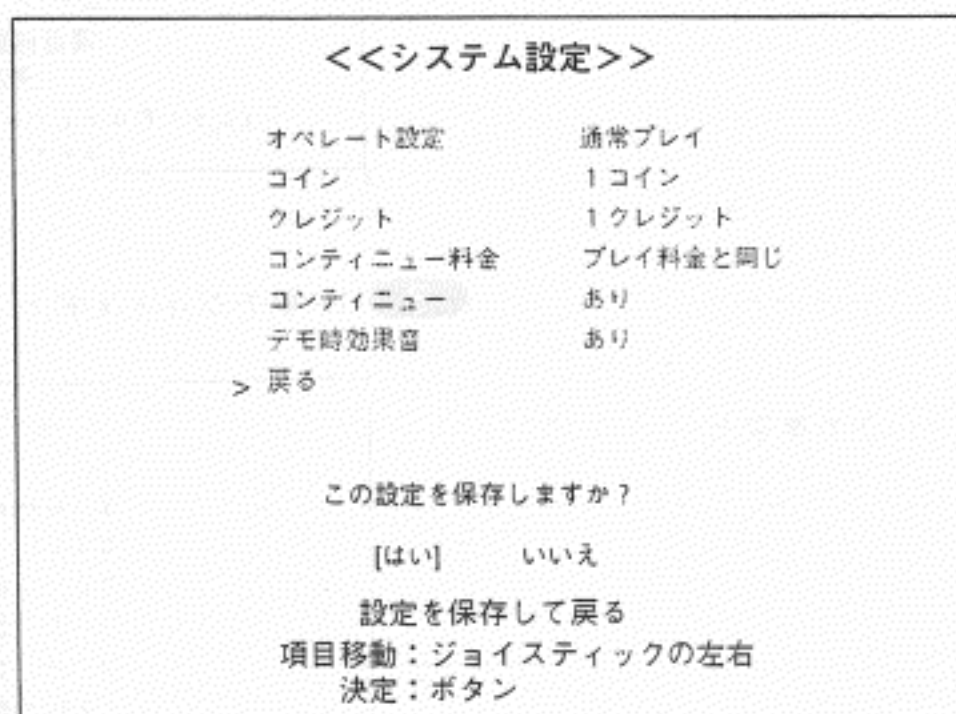 <<システム設定>>
オペレート設定 通常プレイ
コイン 1コイン
クレジット 1クレジット
コンティニュー料金 プレイ料金と同じ
コンティニュー あり
デモ時効果音 あり
> 戻る
この設定を保存しますか?
[はい] いいえ
設定を保存して戻る
項目移動:ジョイスティックの左右
決定:ボタン